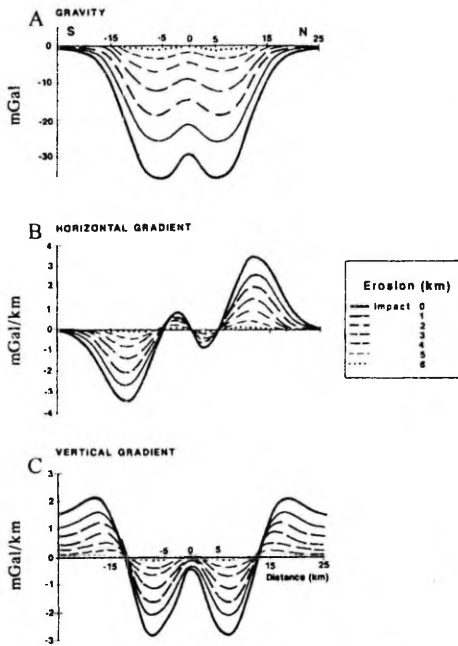 A
GRAVITY
S -15 -5 0 5 15 N 25
0
-10
-20
-30
mGal
B HORIZONTAL GRADIENT
4
3
2
1
0
-1
-2
-3
-4
mGal/km
Erosion (km)
Impact 0
1
2
3
4
5
6
C VERTICAL GRADIENT
3
2
1
0
-1
-2
-3
mGal/km
-15 -5 0 5 15 25
Distance (km)